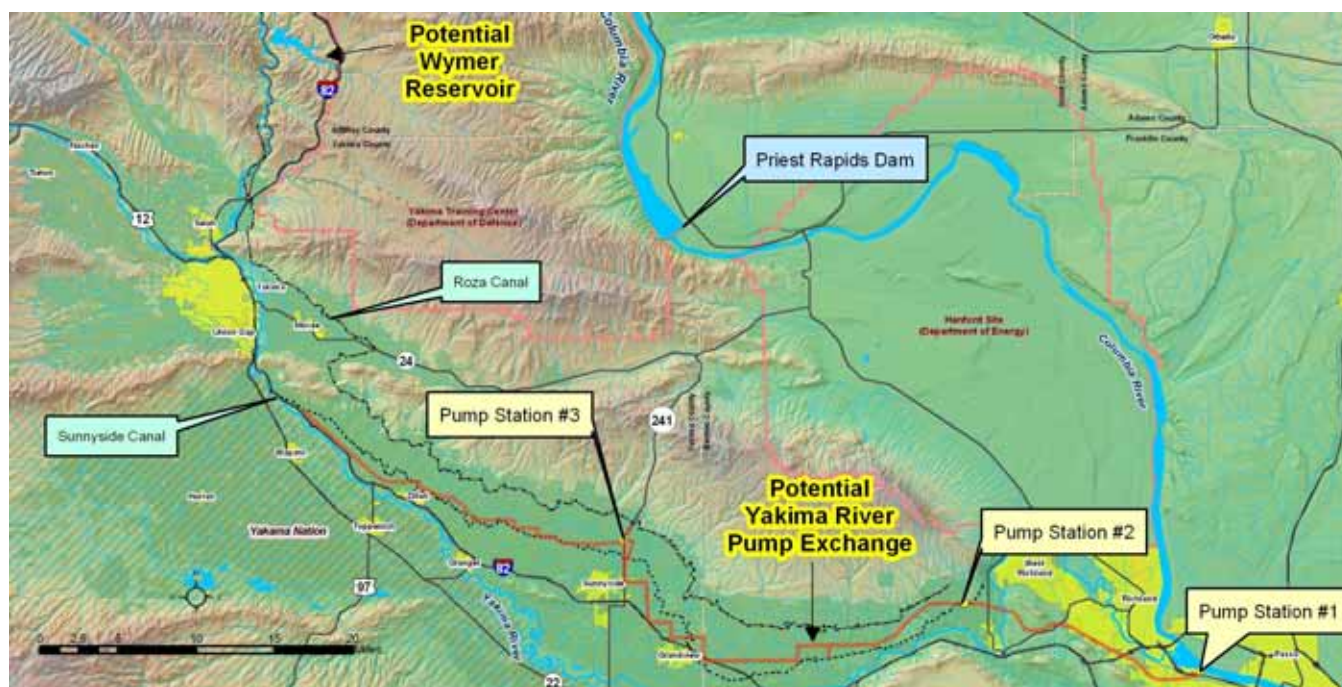 Potential
Wymer
Reservoir
Columbia River
Othello
82
Kittitas County
Yakima County
Adams County
Franklin County
Priest Rapids Dam
Naches
12
Selah
Yakima Training Center
(Department of Defense)
Roza Canal
Yakima
Moxee
Union Gap
24
Hanford Site
(Department of Energy)
Columbia River
Pump Station #3
241
Sunnyside Canal
Wapato
Harrah
Zillah
Yakama Nation
Toppenish
Potential
Yakima River
Pump Exchange
Pump Station #2
Granger
82
Sunnyside
97
Yakima River
West
Richland
Richland
Pump Station #1
Grandview
Pasco
0
5
10
20
22